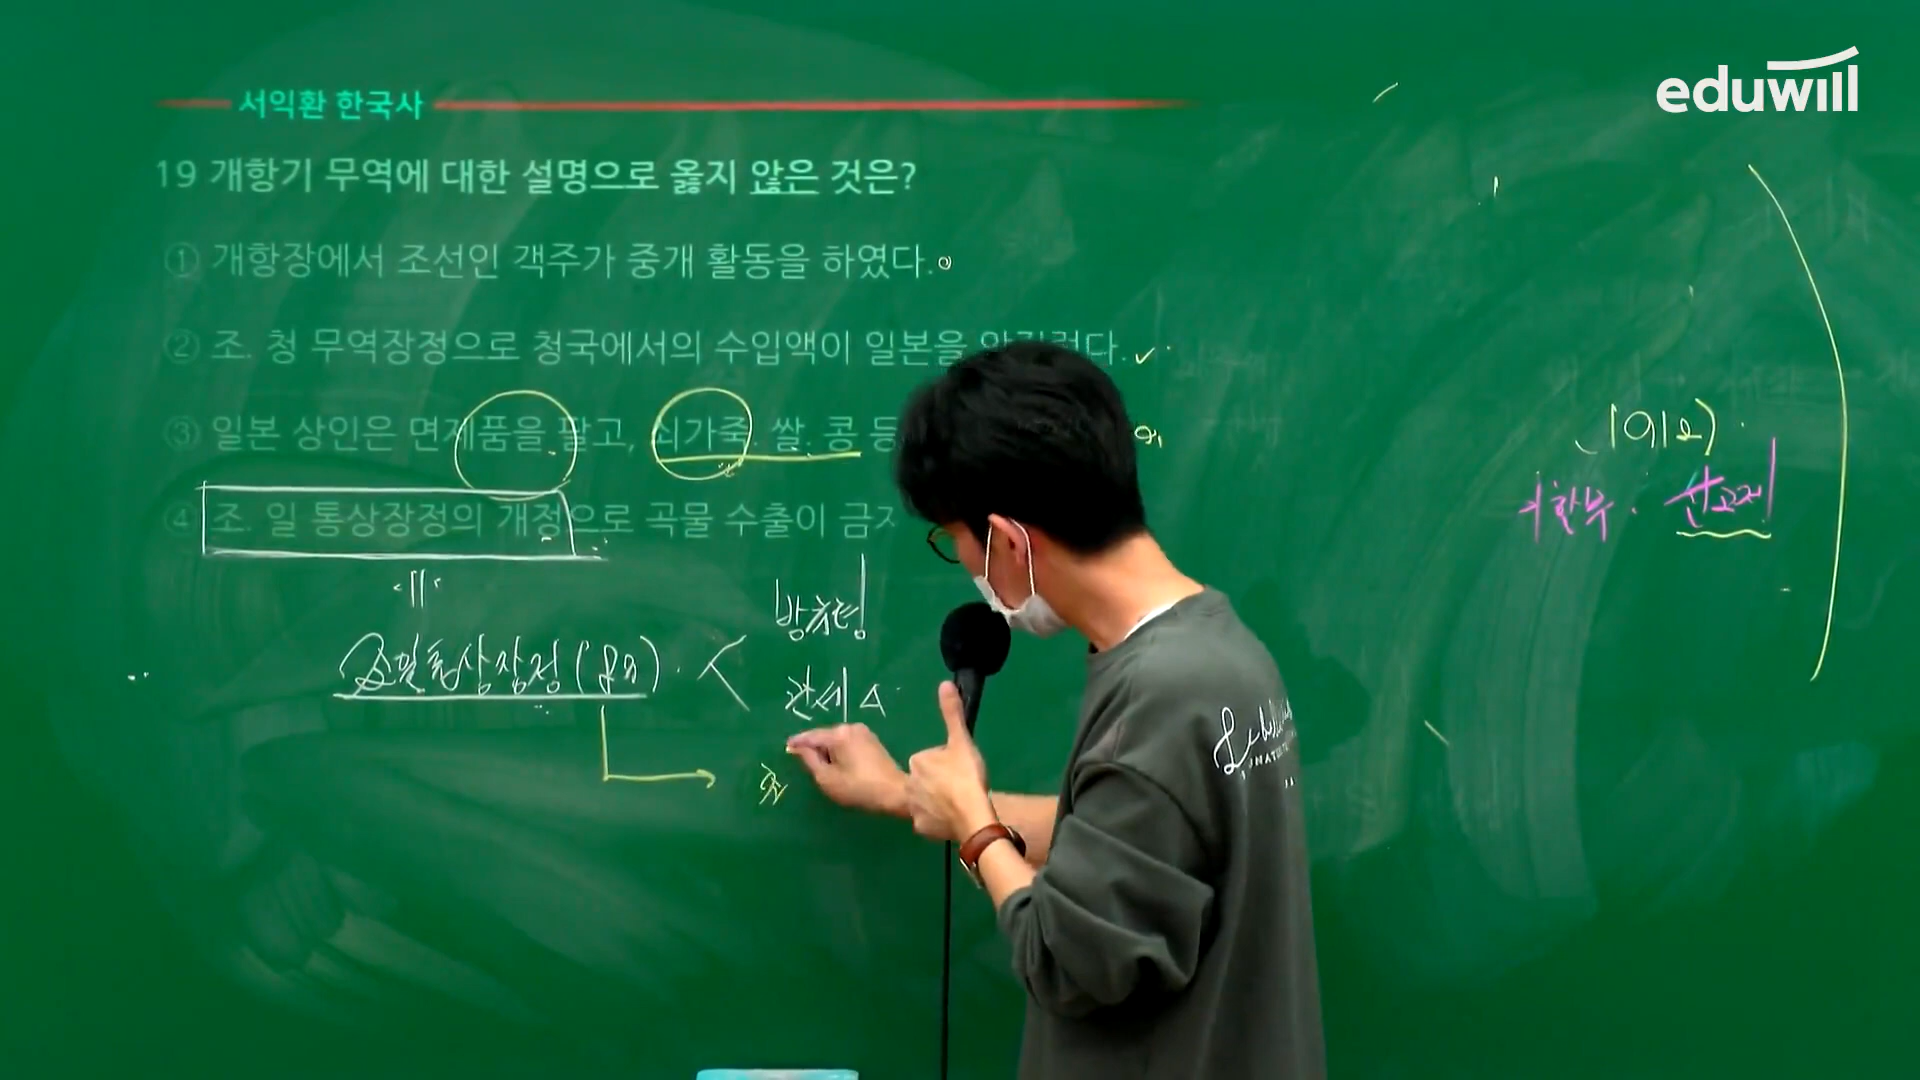 eduwill
서익환 한국사
19 개항기 무역에 대한 설명으로 옳지 않은 것은?
① 개항장에서 조선인 객주가 중개 활동을 하였다.
② 조. 청 무역장정으로 청국에서의 수입액이 일본을
③ 일본 상인은 면제품을 팔고, 쇠가죽. 쌀. 콩 등
④ 조. 일 통상장정의 개정으로 곡물 수출이 금지
조일통상장정
방곡령
관세